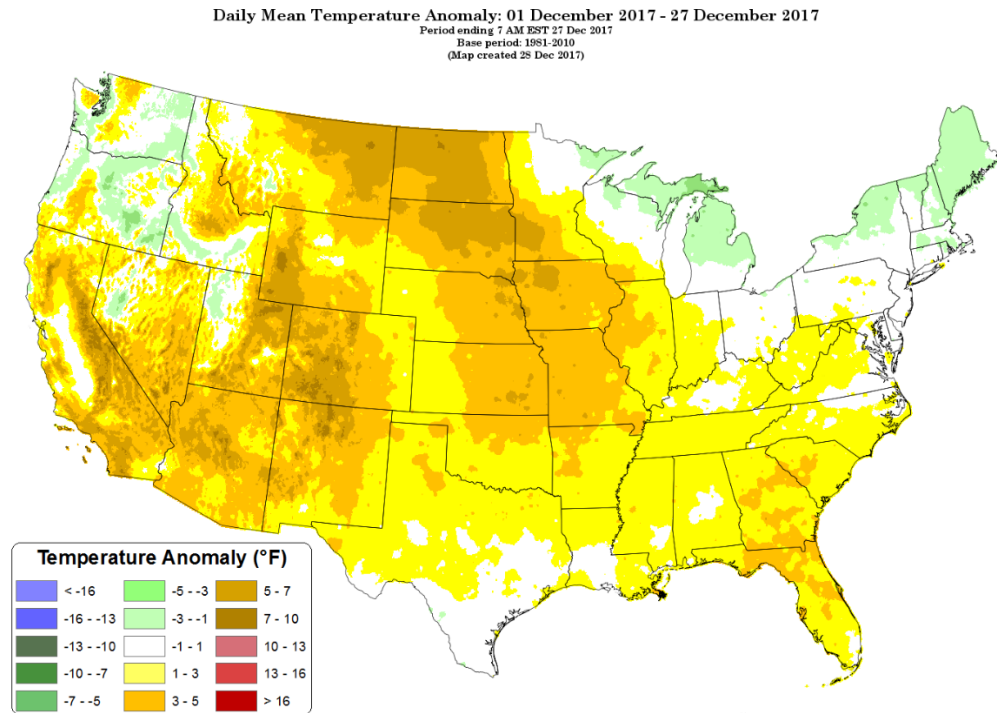 Daily Mean Temperature Anomaly: 01 December 2017 - 27 December 2017
Period ending 7 AM EST 27 Dec 2017
Base period: 1981-2010
(Map created 28 Dec 2017)
Temperature Anomaly (°F)
< -16
-16 - -13
-13 - -10
-10 - -7
-7 - -5
-5 - -3
-3 - -1
-1 - 1
1 - 3
3 - 5
5 - 7
7 - 10
10 - 13
13 - 16
> 16